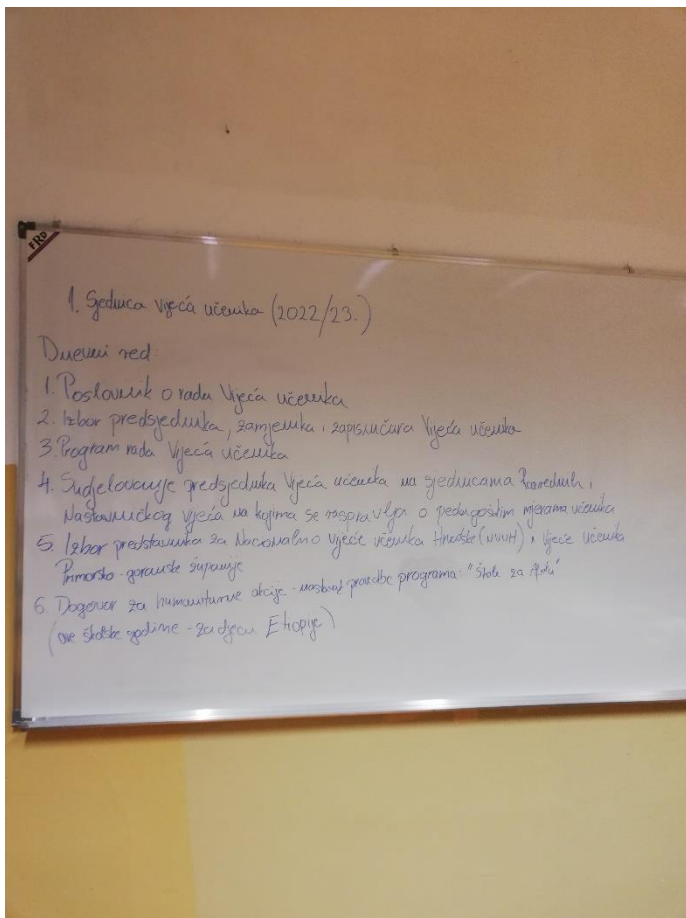 FRD
1. Sjednica Vijeća učenika (2022/23.)
Dnevni red:
1. Poslovnik o radu Vijeća učenika
2. Izbor predsjednika, zamjenika i zapisničara Vijeća učenika
3. Program rada Vijeća učenika
4. Sudjelovanje predsjednika Vijeća učenika na sjednicama Razrednih i
Nastavničkog vijeća na kojima se raspravlja o pedagoškim mjerama učenika
5. Izbor predstavnika za Nacionalno vijeće učenika Hrvatske (NVUH) i Vijeće učenika
Primorsko-goranske županije
6. Dogovor za humanitarne akcije - nastavak provedbe programa: "Škole za Afriku"
(ove školske godine - za djecu Etiopije)